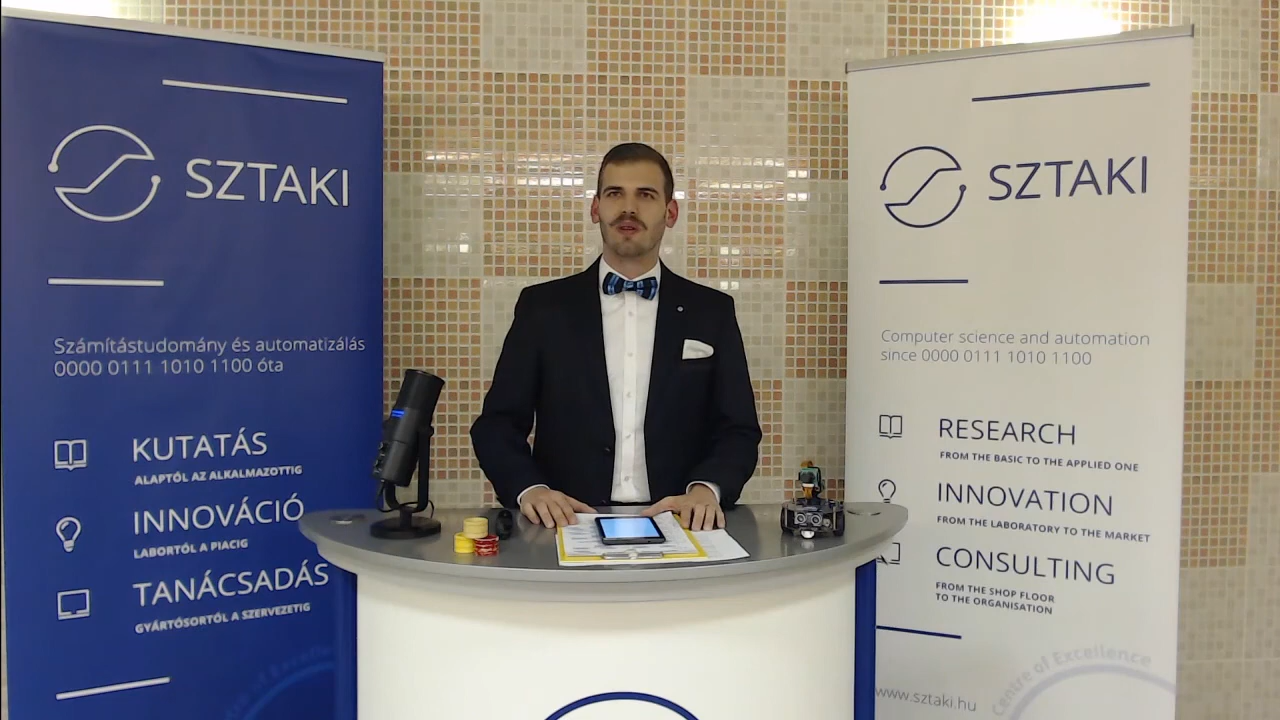 SZTAKI
Számítástudomány és automatizálás
0000 0111 1010 1100 óta
KUTATÁS
ALAPTÓL AZ ALKALMAZOTTIG
INNOVÁCIÓ
LABORTÓL A PIACIG
TANÁCSADÁS
GYÁRTÓSORTÓL A SZERVEZETIG
of Excellence
SZTAKI
Computer science and automation
since 0000 0111 1010 1100
RESEARCH
FROM THE BASIC TO THE APPLIED ONE
INNOVATION
FROM THE LABORATORY TO THE MARKET
CONSULTING
FROM THE SHOP FLOOR
TO THE ORGANISATION
www.sztaki.hu
Centre of Excellence